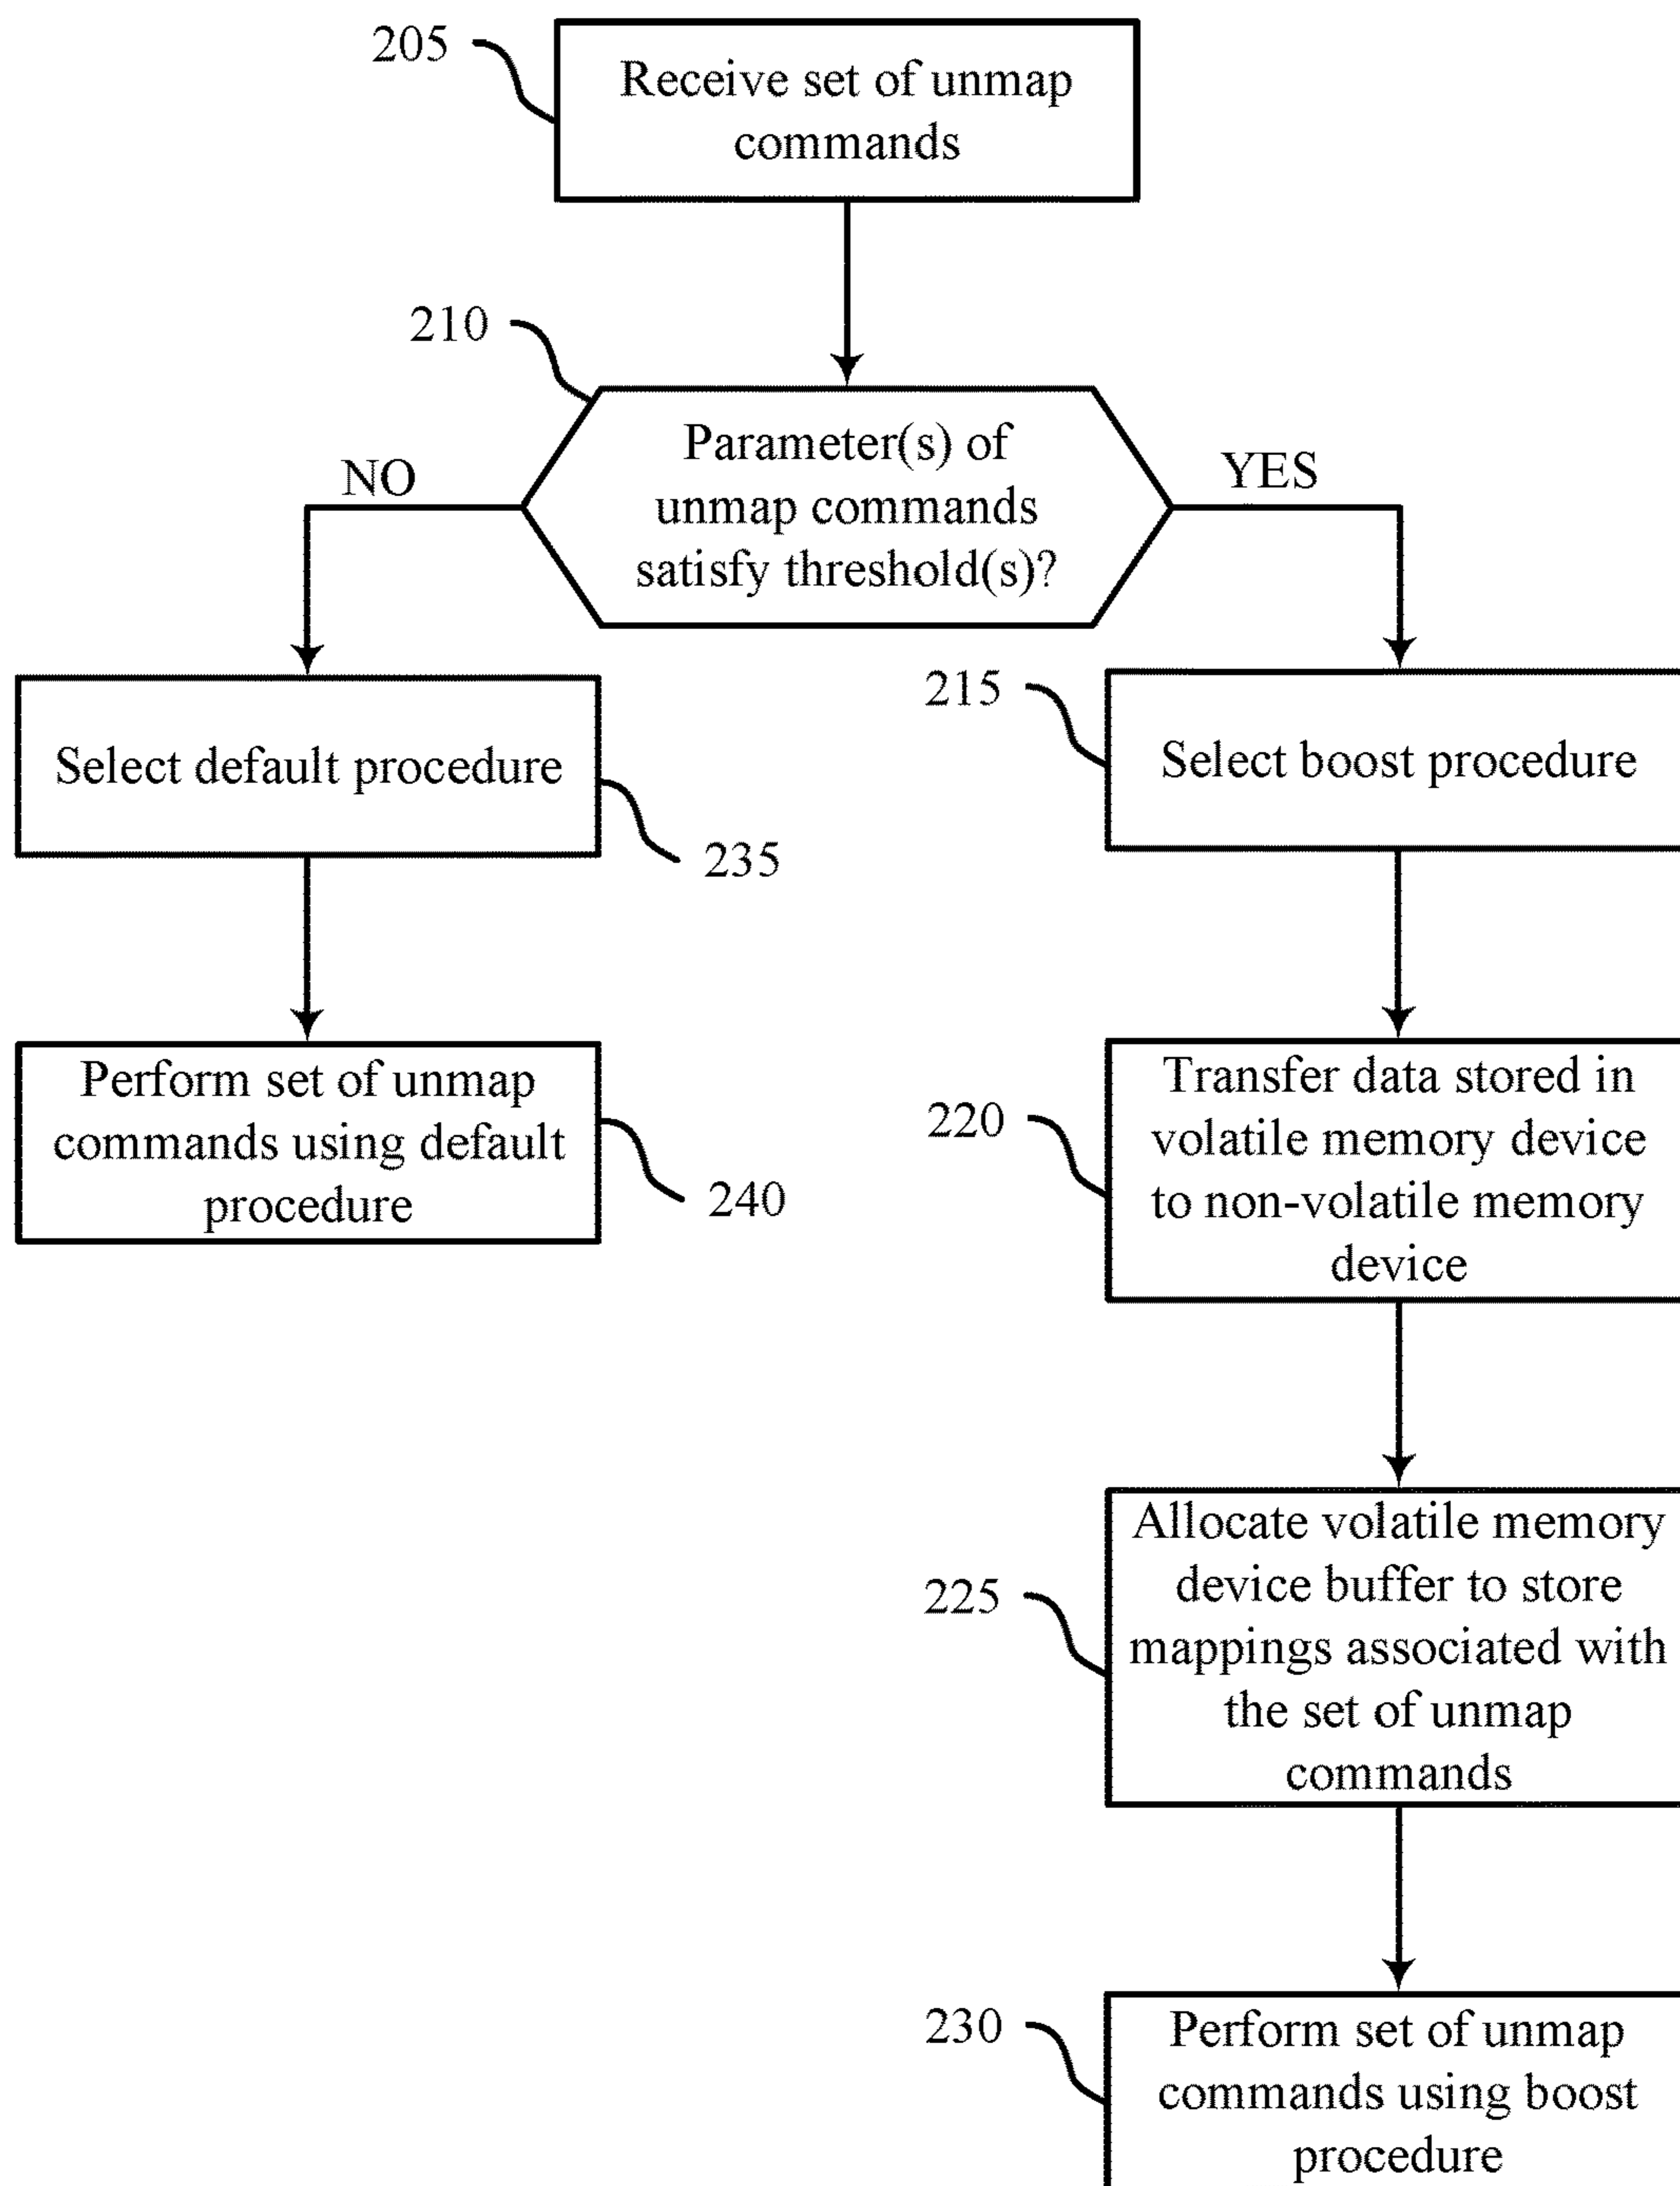 205
Receive set of unmap
commands
210
Parameter(s) of
unmap commands
satisfy threshold(s)?
NO
YES
Select default procedure
235
215
Select boost procedure
Perform set of unmap
commands using default
procedure
240
220
Transfer data stored in
volatile memory device
to non-volatile memory
device
225
Allocate volatile memory
device buffer to store
mappings associated with
the set of unmap
commands
230
Perform set of unmap
commands using boost
procedure